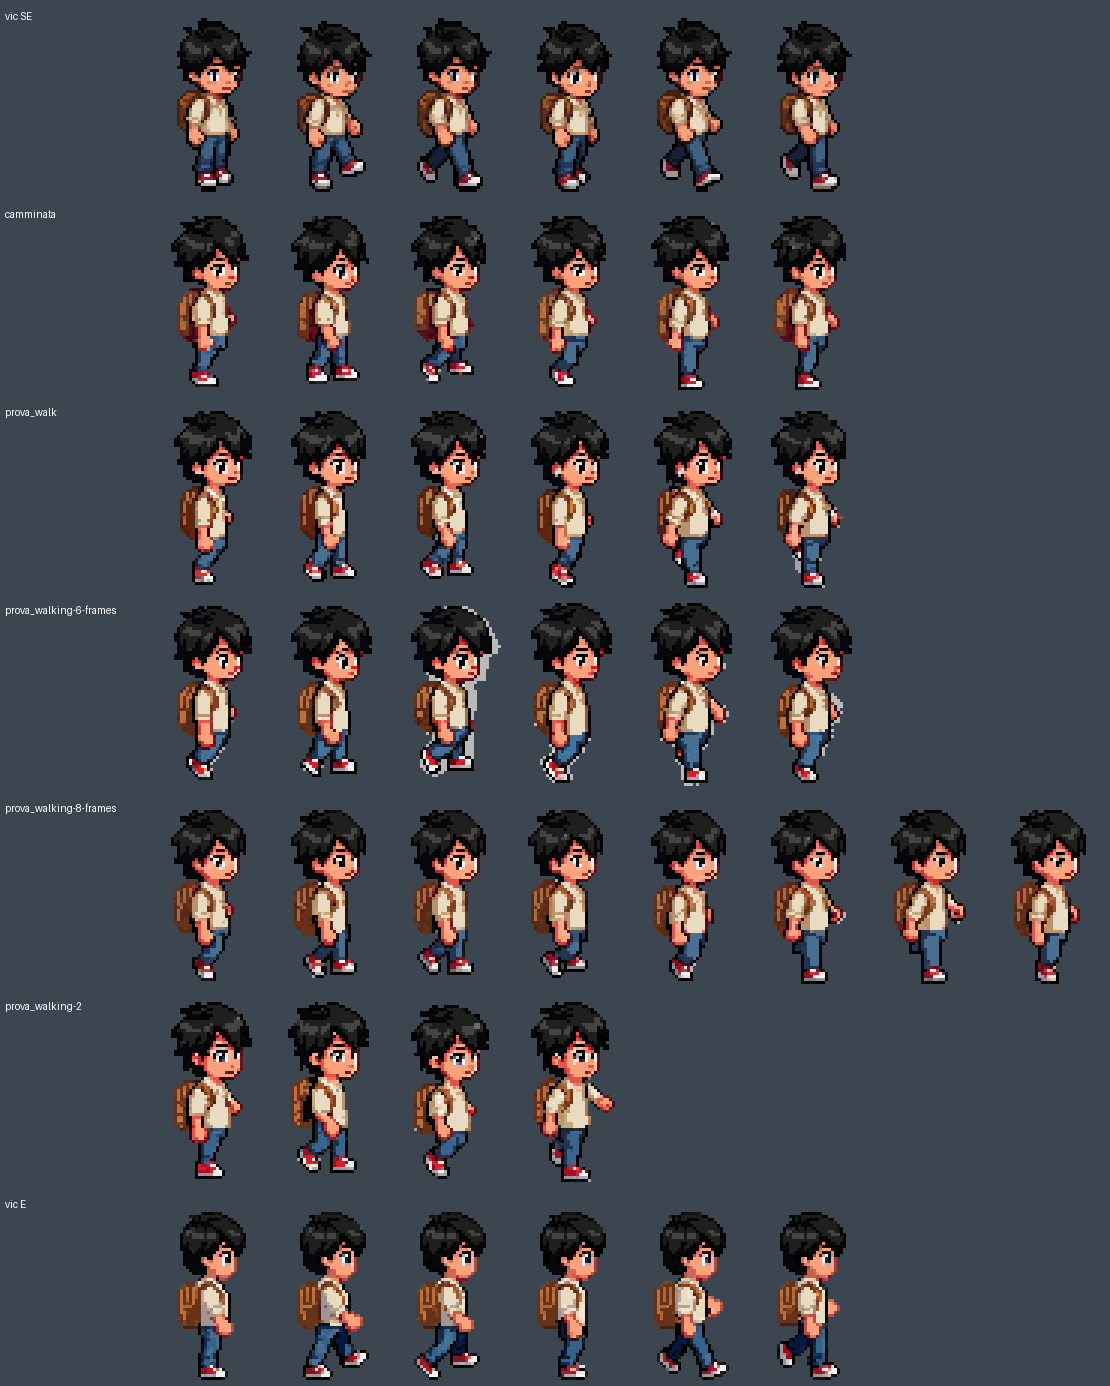 vic SE
camminata
prova_walk
prova_walking-6-frames
prova_walking-8-frames
prova_walking-2
vic E